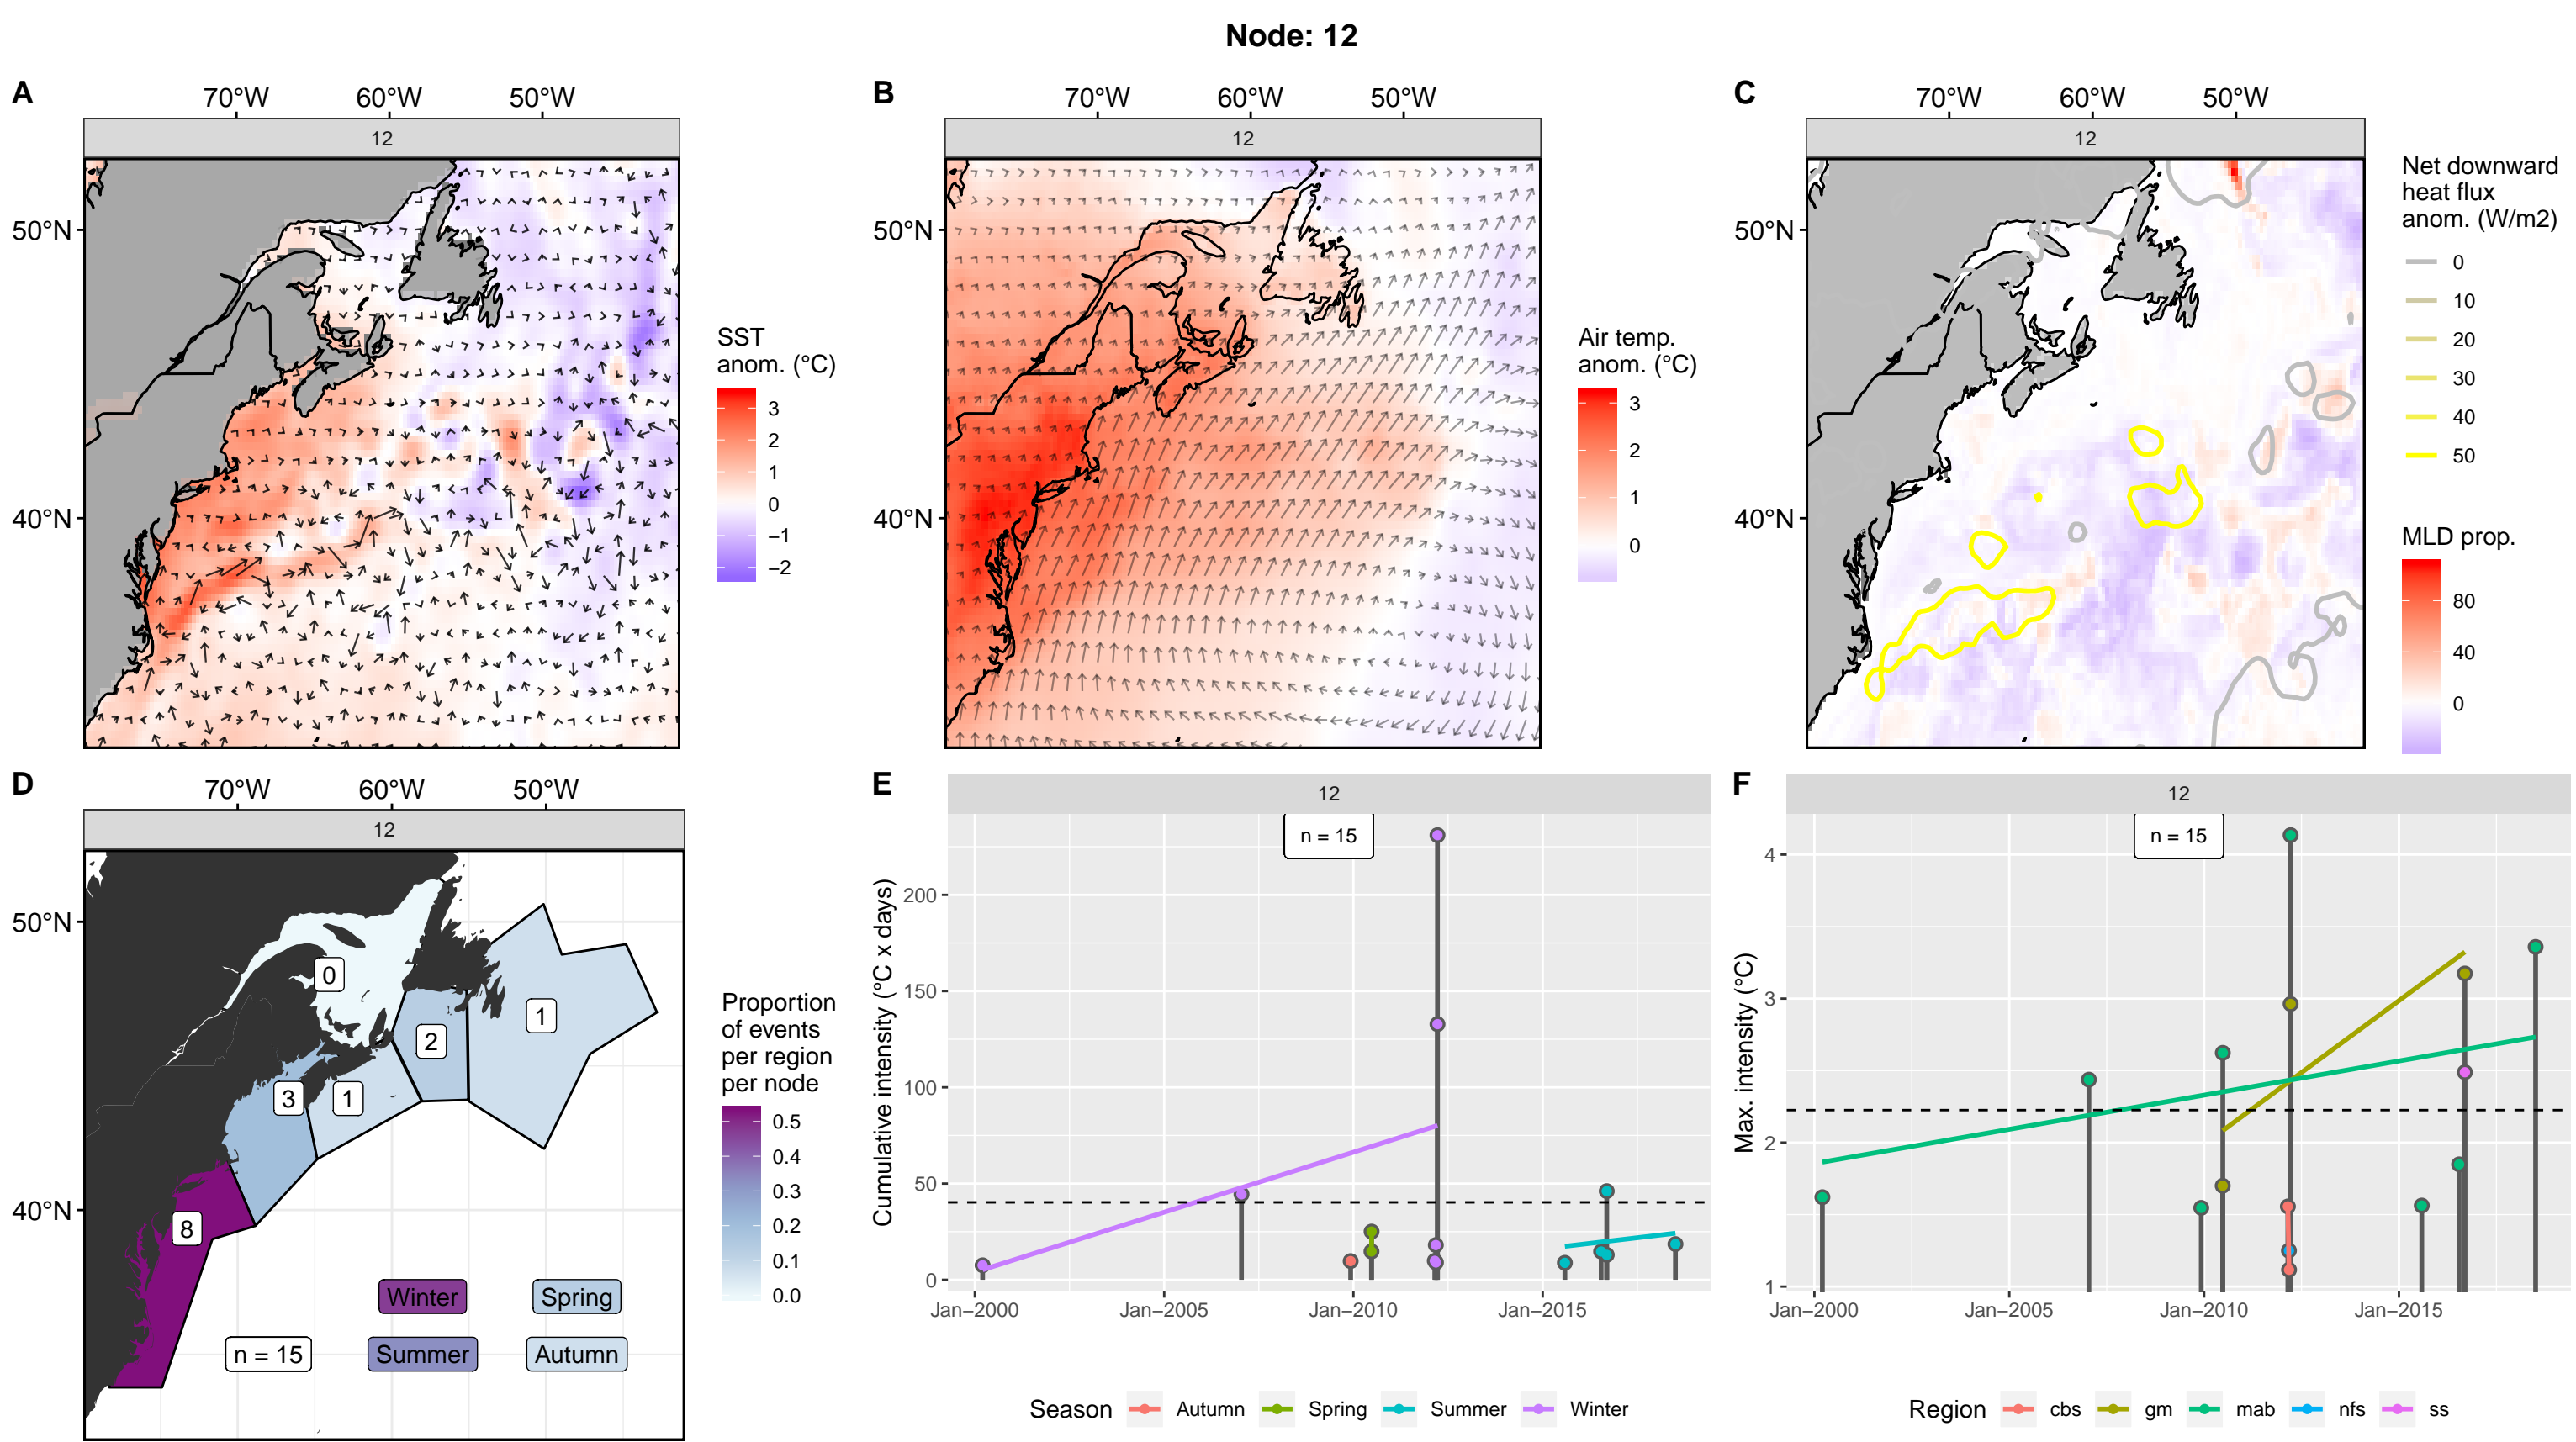 Node: 12
A
70°W 60°W 50°W
12
50°N
40°N
SST
anom. (°C)
3
2
1
0
−1
−2
B
70°W 60°W 50°W
12
50°N
40°N
Air temp.
anom. (°C)
3
2
1
0
C
70°W 60°W 50°W
12
50°N
40°N
Net downward
heat flux
anom. (W/m2)
0
10
20
30
40
50
MLD prop.
80
40
0
D
70°W 60°W 50°W
12
50°N
40°N
0
1
2
3
1
8
Winter
Spring
n = 15
Summer
Autumn
Proportion
of events
per region
per node
0.5
0.4
0.3
0.2
0.1
0.0
E
12
n = 15
Cumulative intensity (°C x days)
200
150
100
50
0
Jan−2000 Jan−2005 Jan−2010 Jan−2015
Season Autumn Spring Summer Winter
F
12
n = 15
Max. intensity (°C)
4
3
2
1
Jan−2000 Jan−2005 Jan−2010 Jan−2015
Region cbs gm mab nfs ss